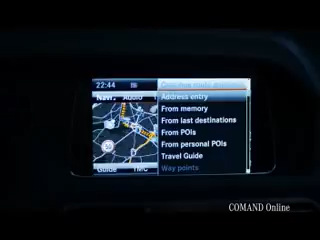 22:44
Navi Audio
Address entry
From memory
From last destinations
From POIs
From personal POIs
Travel Guide
Way points
Guide TMC
COMAND Online